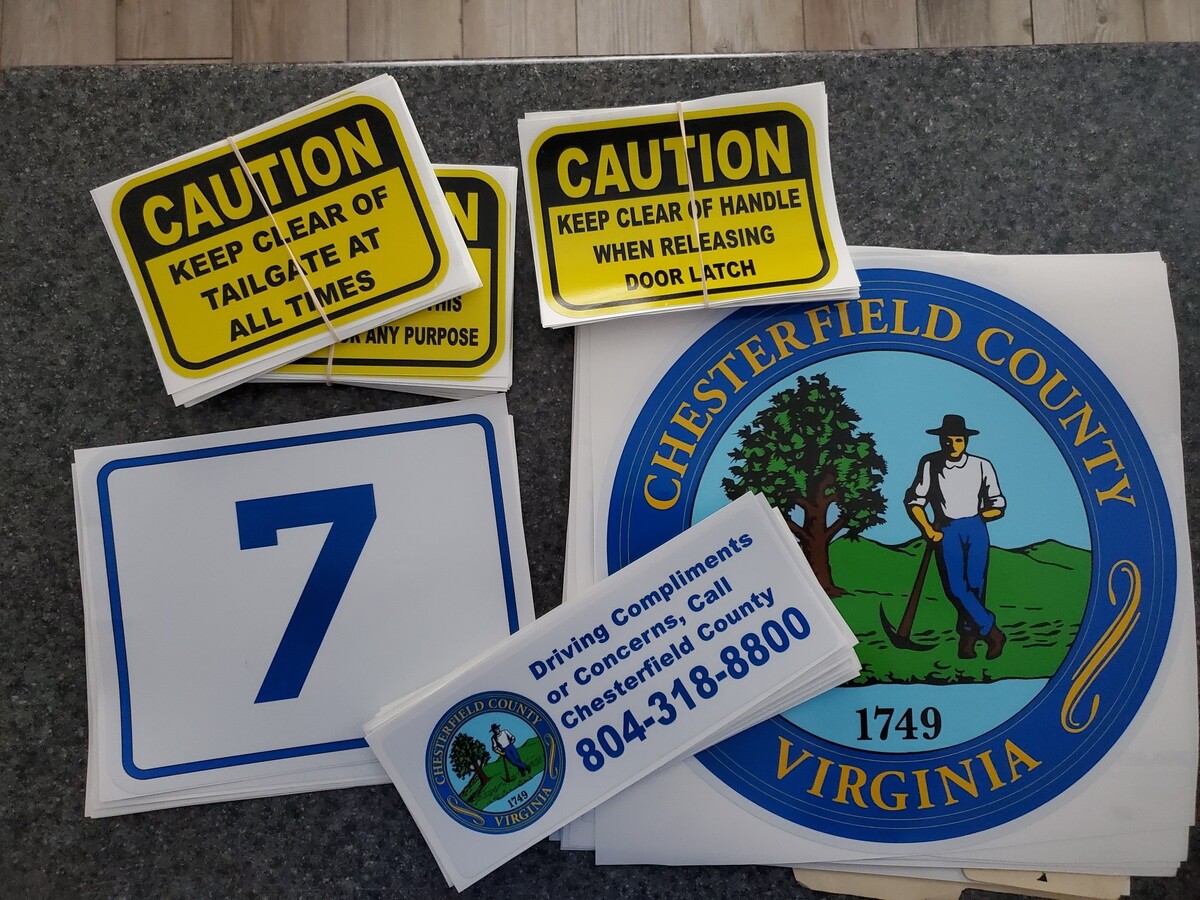 CAUTION
KEEP CLEAR OF
TAILGATE AT
ALL TIMES
N
THIS
ANY PURPOSE
CAUTION
KEEP CLEAR OF HANDLE
WHEN RELEASING
DOOR LATCH
7
Driving Compliments
or Concerns, Call
Chesterfield County
804-318-8800
CHESTERFIELD COUNTY
1749
VIRGINIA
CHESTERFIELD COUNTY
1749
VIRGINIA